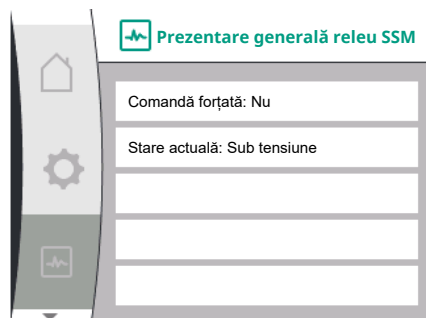 Prezentare generală releu SSM
Comandă forțată: Nu
Stare actuală: Sub tensiune